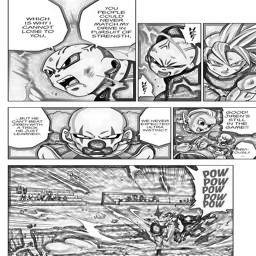 YOU
PEOPLE
COULD
NEVER
MATCH MY
DRIVE IN
PURSUIT OF
STRENGTH.
WHICH IS
WHY I
CANNOT
LOSE TO
YOU.
GOOD!
JIREN'S
STILL
IN THE
GAME!!
WE NEVER
EXPECTED
ULTRA
INSTINCT
...BUT HE
CAN'T BEAT
JIREN WITH
A TRICK
HE JUST
LEARNED.
POW
POW
POW
POW
POW